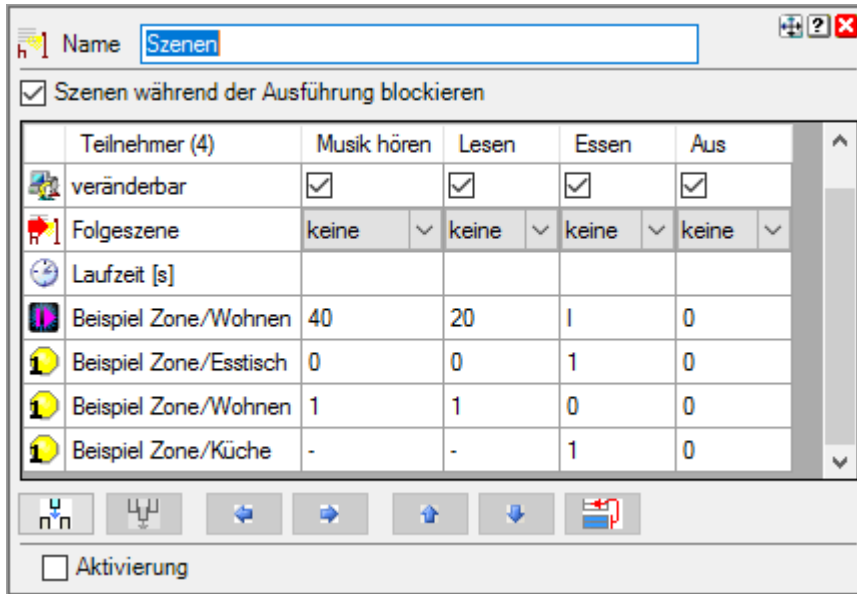 Name Szenen
Szenen während der Ausführung blockieren
Teilnehmer (4) Musik hören Lesen Essen Aus
veränderbar
Folgeszene keine keine keine keine
Laufzeit [s]
Beispiel Zone/Wohnen 40 20 I 0
Beispiel Zone/Esstisch 0 0 1 0
Beispiel Zone/Wohnen 1 1 0 0
Beispiel Zone/Küche - - 1 0
Aktivierung